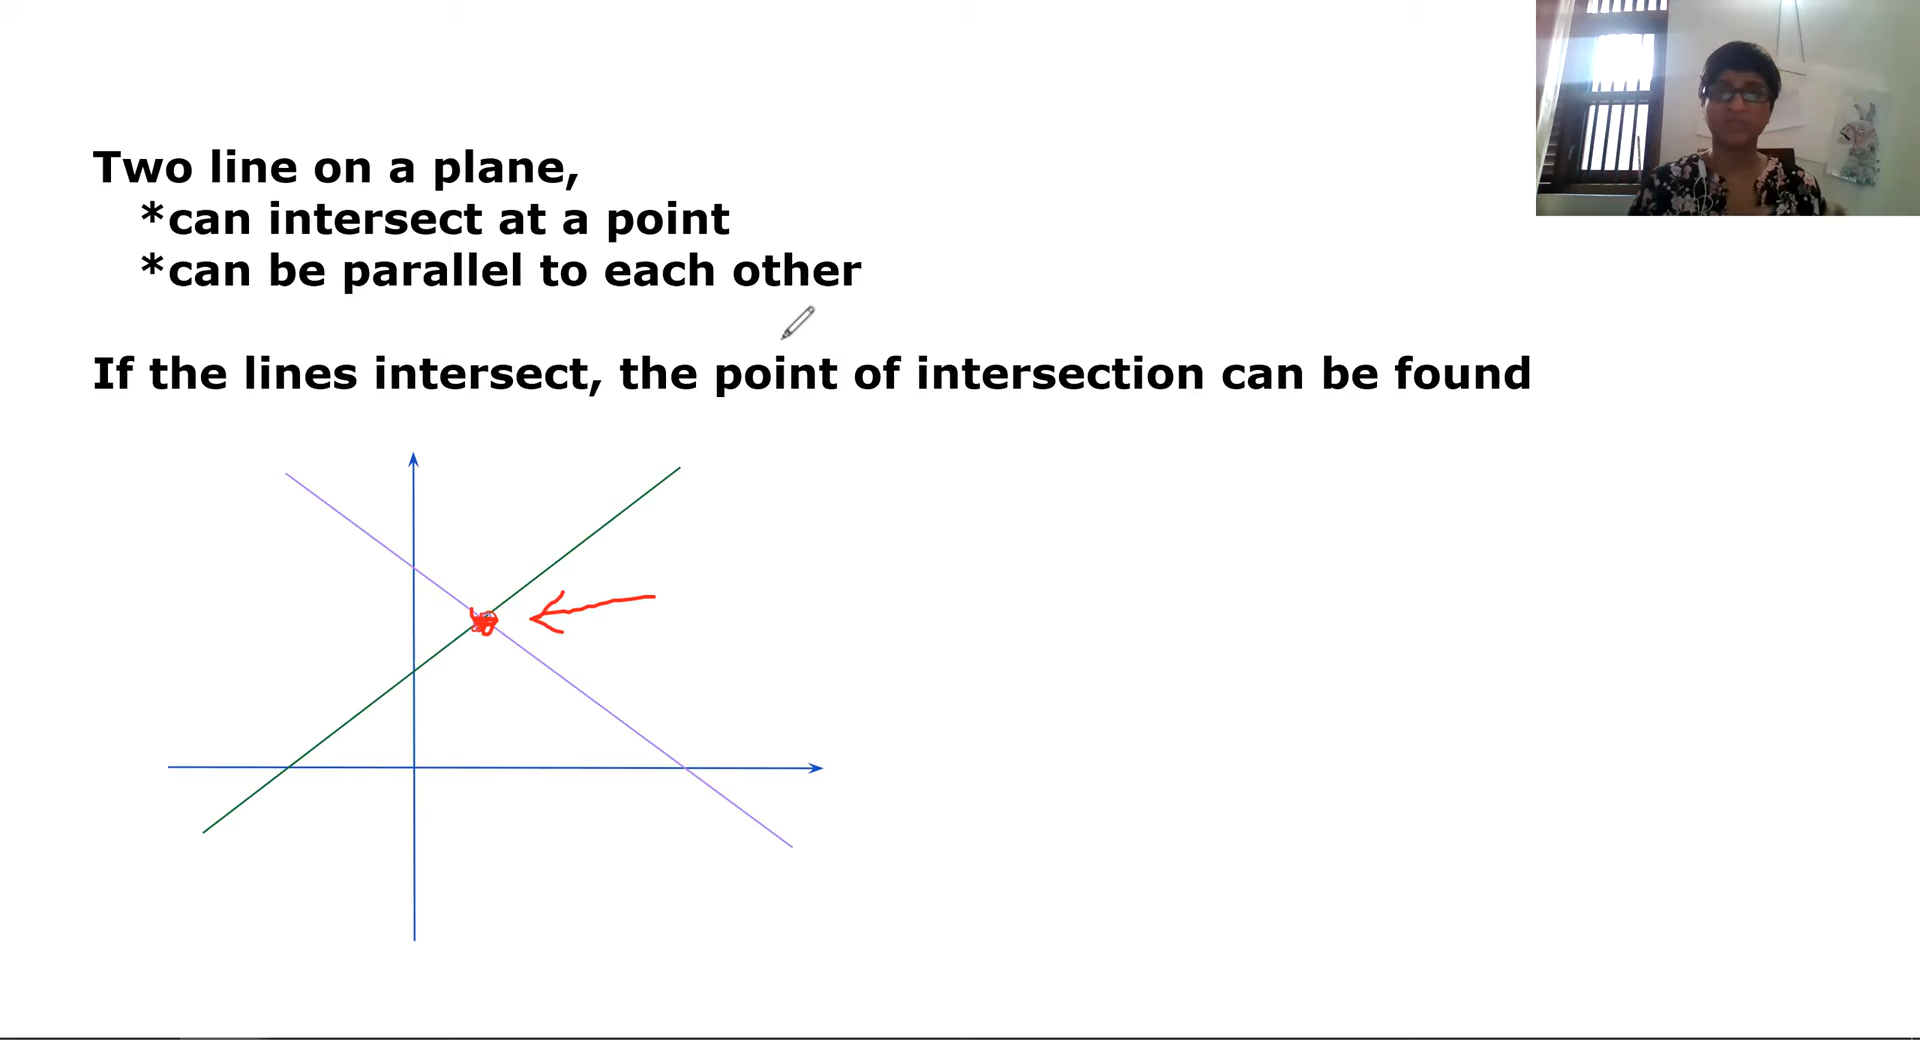 Two line on a plane,
*can intersect at a point
*can be parallel to each other
If the lines intersect, the point of intersection can be found